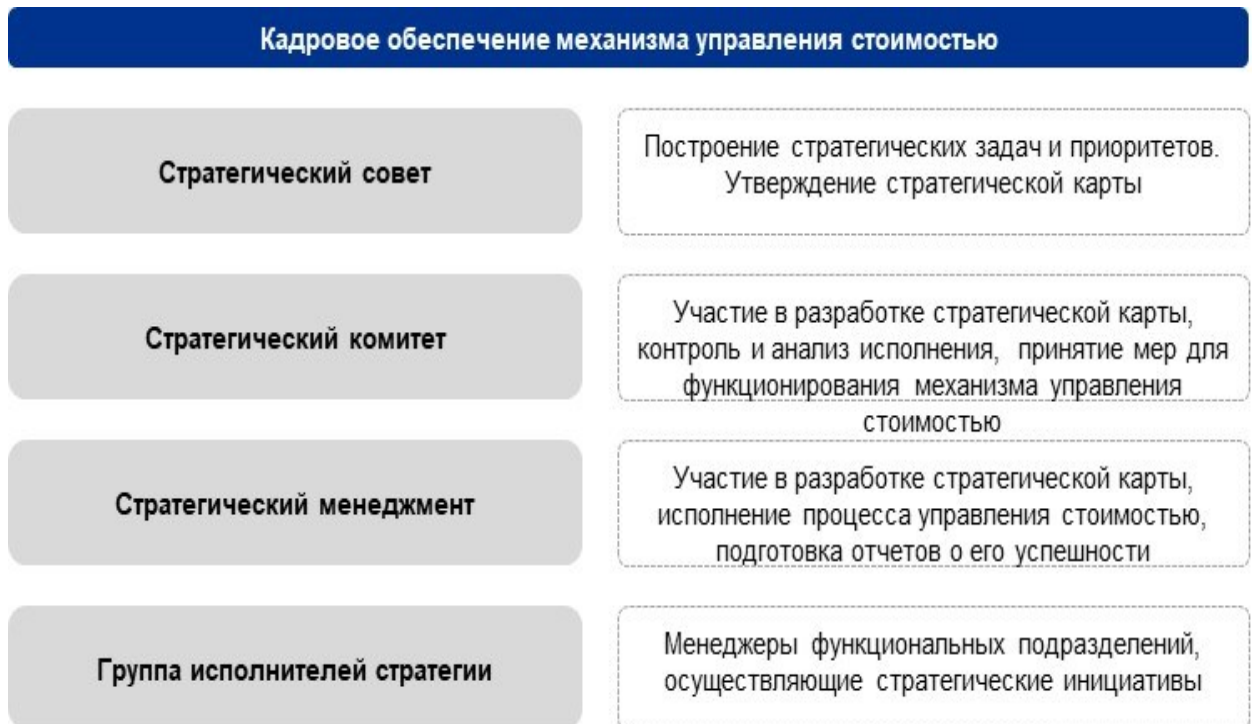 Кадровое обеспечение механизма управления стоимостью
Стратегический совет
Построение стратегических задач и приоритетов.
Утверждение стратегической карты
Стратегический комитет
Участие в разработке стратегической карты,
контроль и анализ исполнения, принятие мер для
функционирования механизма управления
стоимостью
Стратегический менеджмент
Участие в разработке стратегической карты,
исполнение процесса управления стоимостью,
подготовка отчетов о его успешности
Группа исполнителей стратегии
Менеджеры функциональных подразделений,
осуществляющие стратегические инициативы